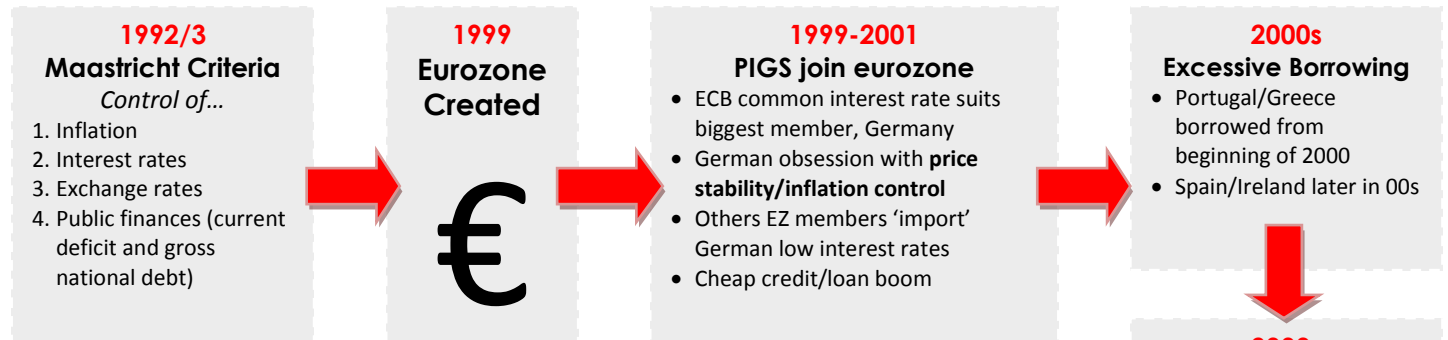 1992/3
Maastricht Criteria
Control of…
1. Inflation
2. Interest rates
3. Exchange rates
4. Public finances (current
deficit and gross
national debt)
1999
Eurozone
Created
€
1999-2001
PIGS join eurozone
• ECB common interest rate suits
biggest member, Germany
• German obsession with price
stability/inflation control
• Others EZ members ‘import’
German low interest rates
• Cheap credit/loan boom
2000s
Excessive Borrowing
• Portugal/Greece
borrowed from
beginning of 2000
• Spain/Ireland later in 00s